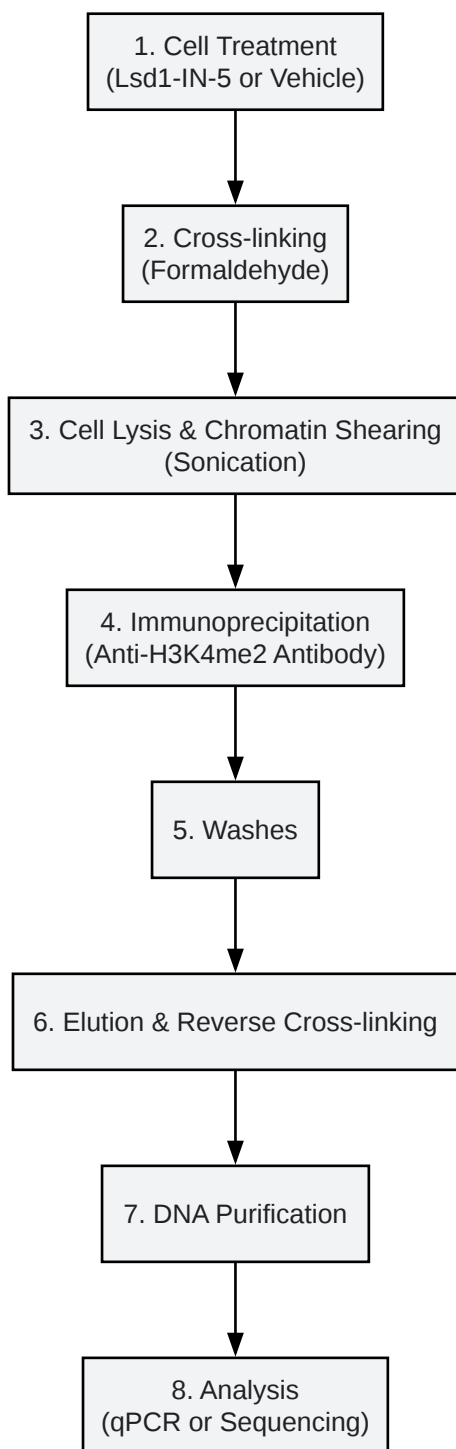 1. Cell Treatment
(Lsd1-IN-5 or Vehicle)
2. Cross-linking
(Formaldehyde)
3. Cell Lysis & Chromatin Shearing
(Sonication)
4. Immunoprecipitation
(Anti-H3K4me2 Antibody)
5. Washes
6. Elution & Reverse Cross-linking
7. DNA Purification
8. Analysis
(qPCR or Sequencing)